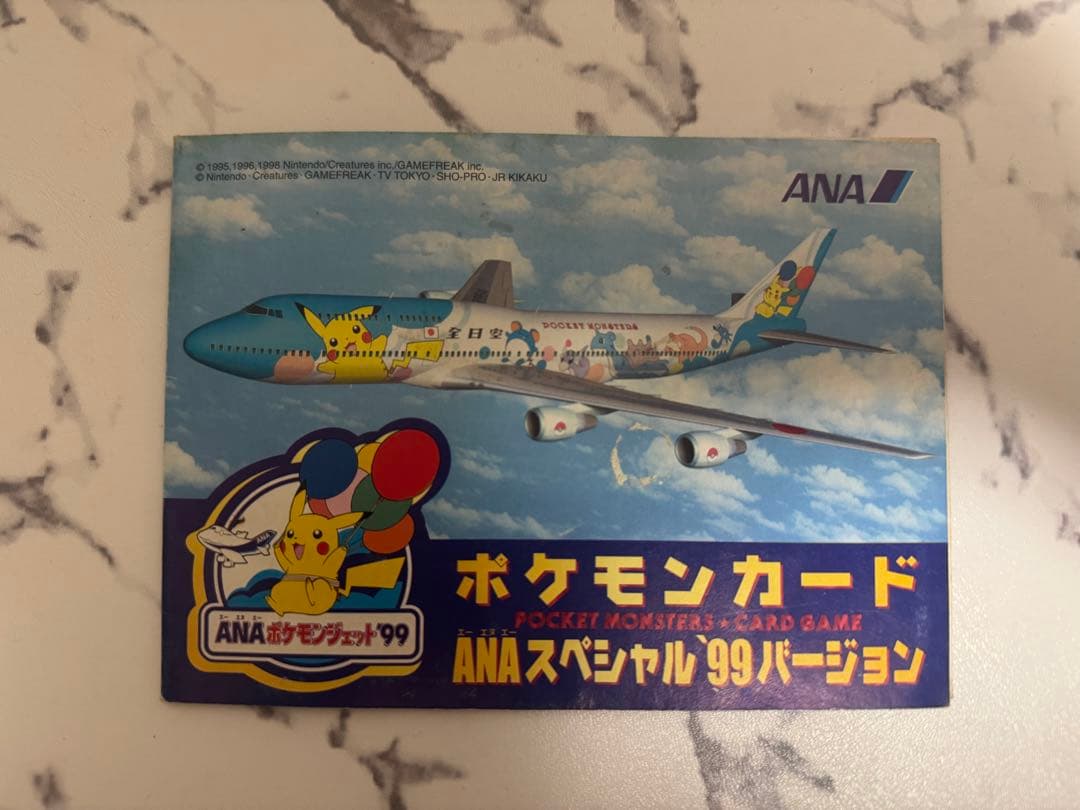 © 1995,1996,1998 Nintendo/Creatures inc./GAMEFREAK inc.
© Nintendo・Creatures・GAMEFREAK・TV TOKYO・SHO-PRO・JR KIKAKU
ANA
全日空
POCKET MONSTERS
ANA
エー エヌ エー
ANAポケモンジェット'99
ポケモンカード
POCKET MONSTERS★CARD GAME
エー エヌ エー
ANAスペシャル'99バージョン